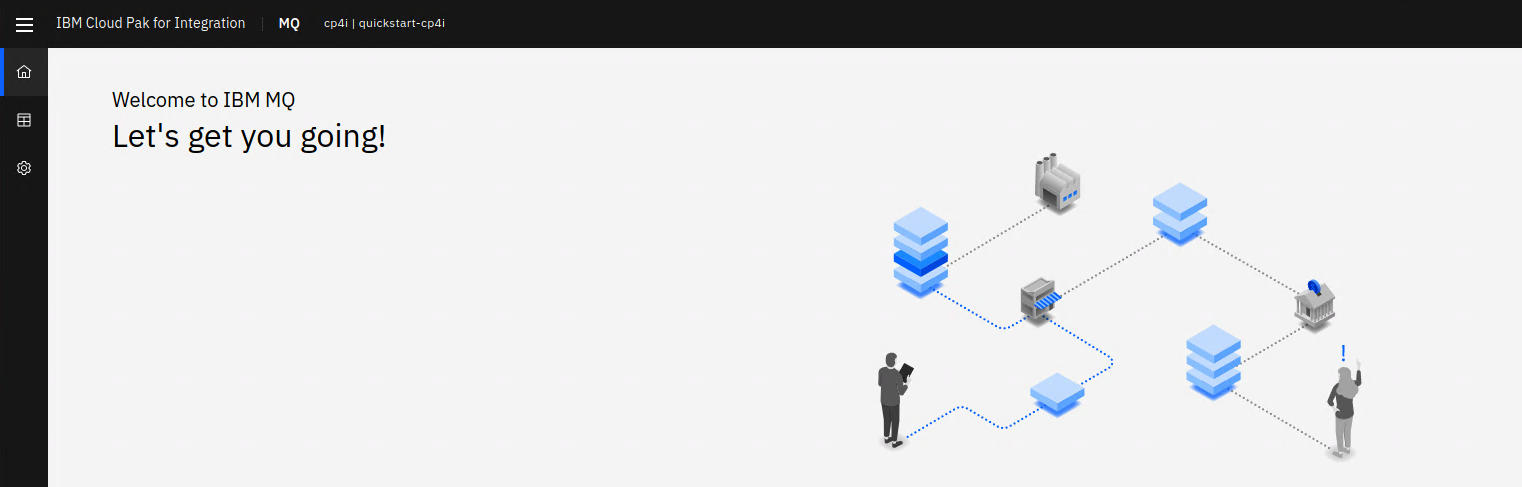 IBM Cloud Pak for Integration | MQ cp4i | quickstart-cp4i
Welcome to IBM MQ
Let's get you going!
!